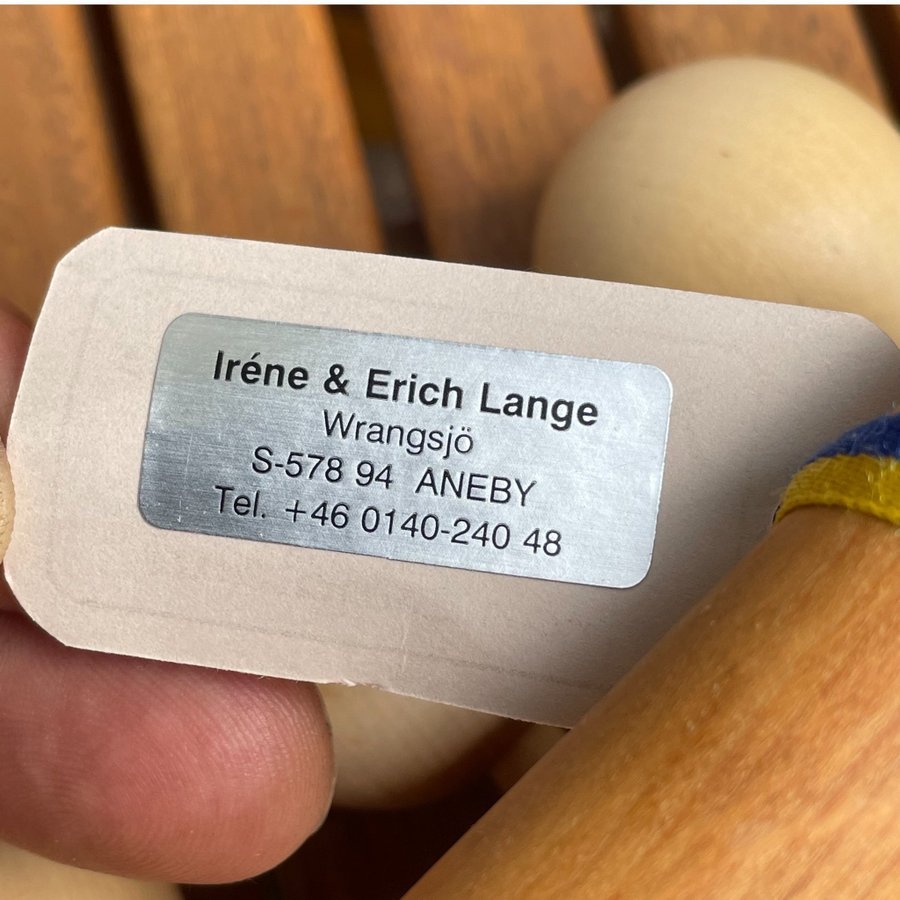 Iréne & Erich Lange
Wrangsjö
S-578 94 ANEBY
Tel. +46 0140-240 48